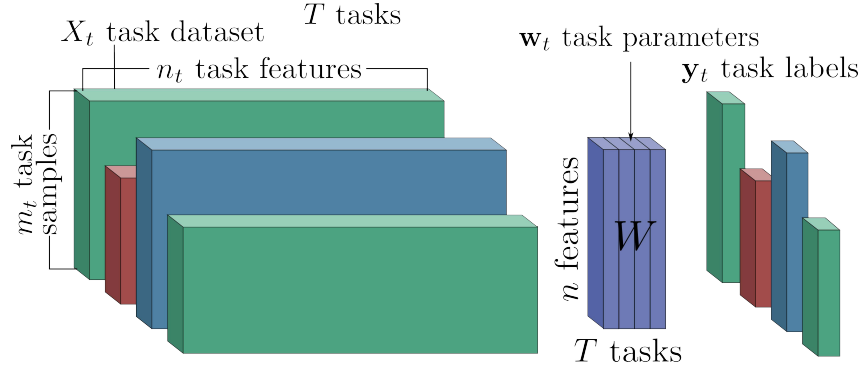 T tasks
X_t task dataset
w_t task parameters
n_t task features
y_t task labels
m_t task
samples
n features
W
T tasks